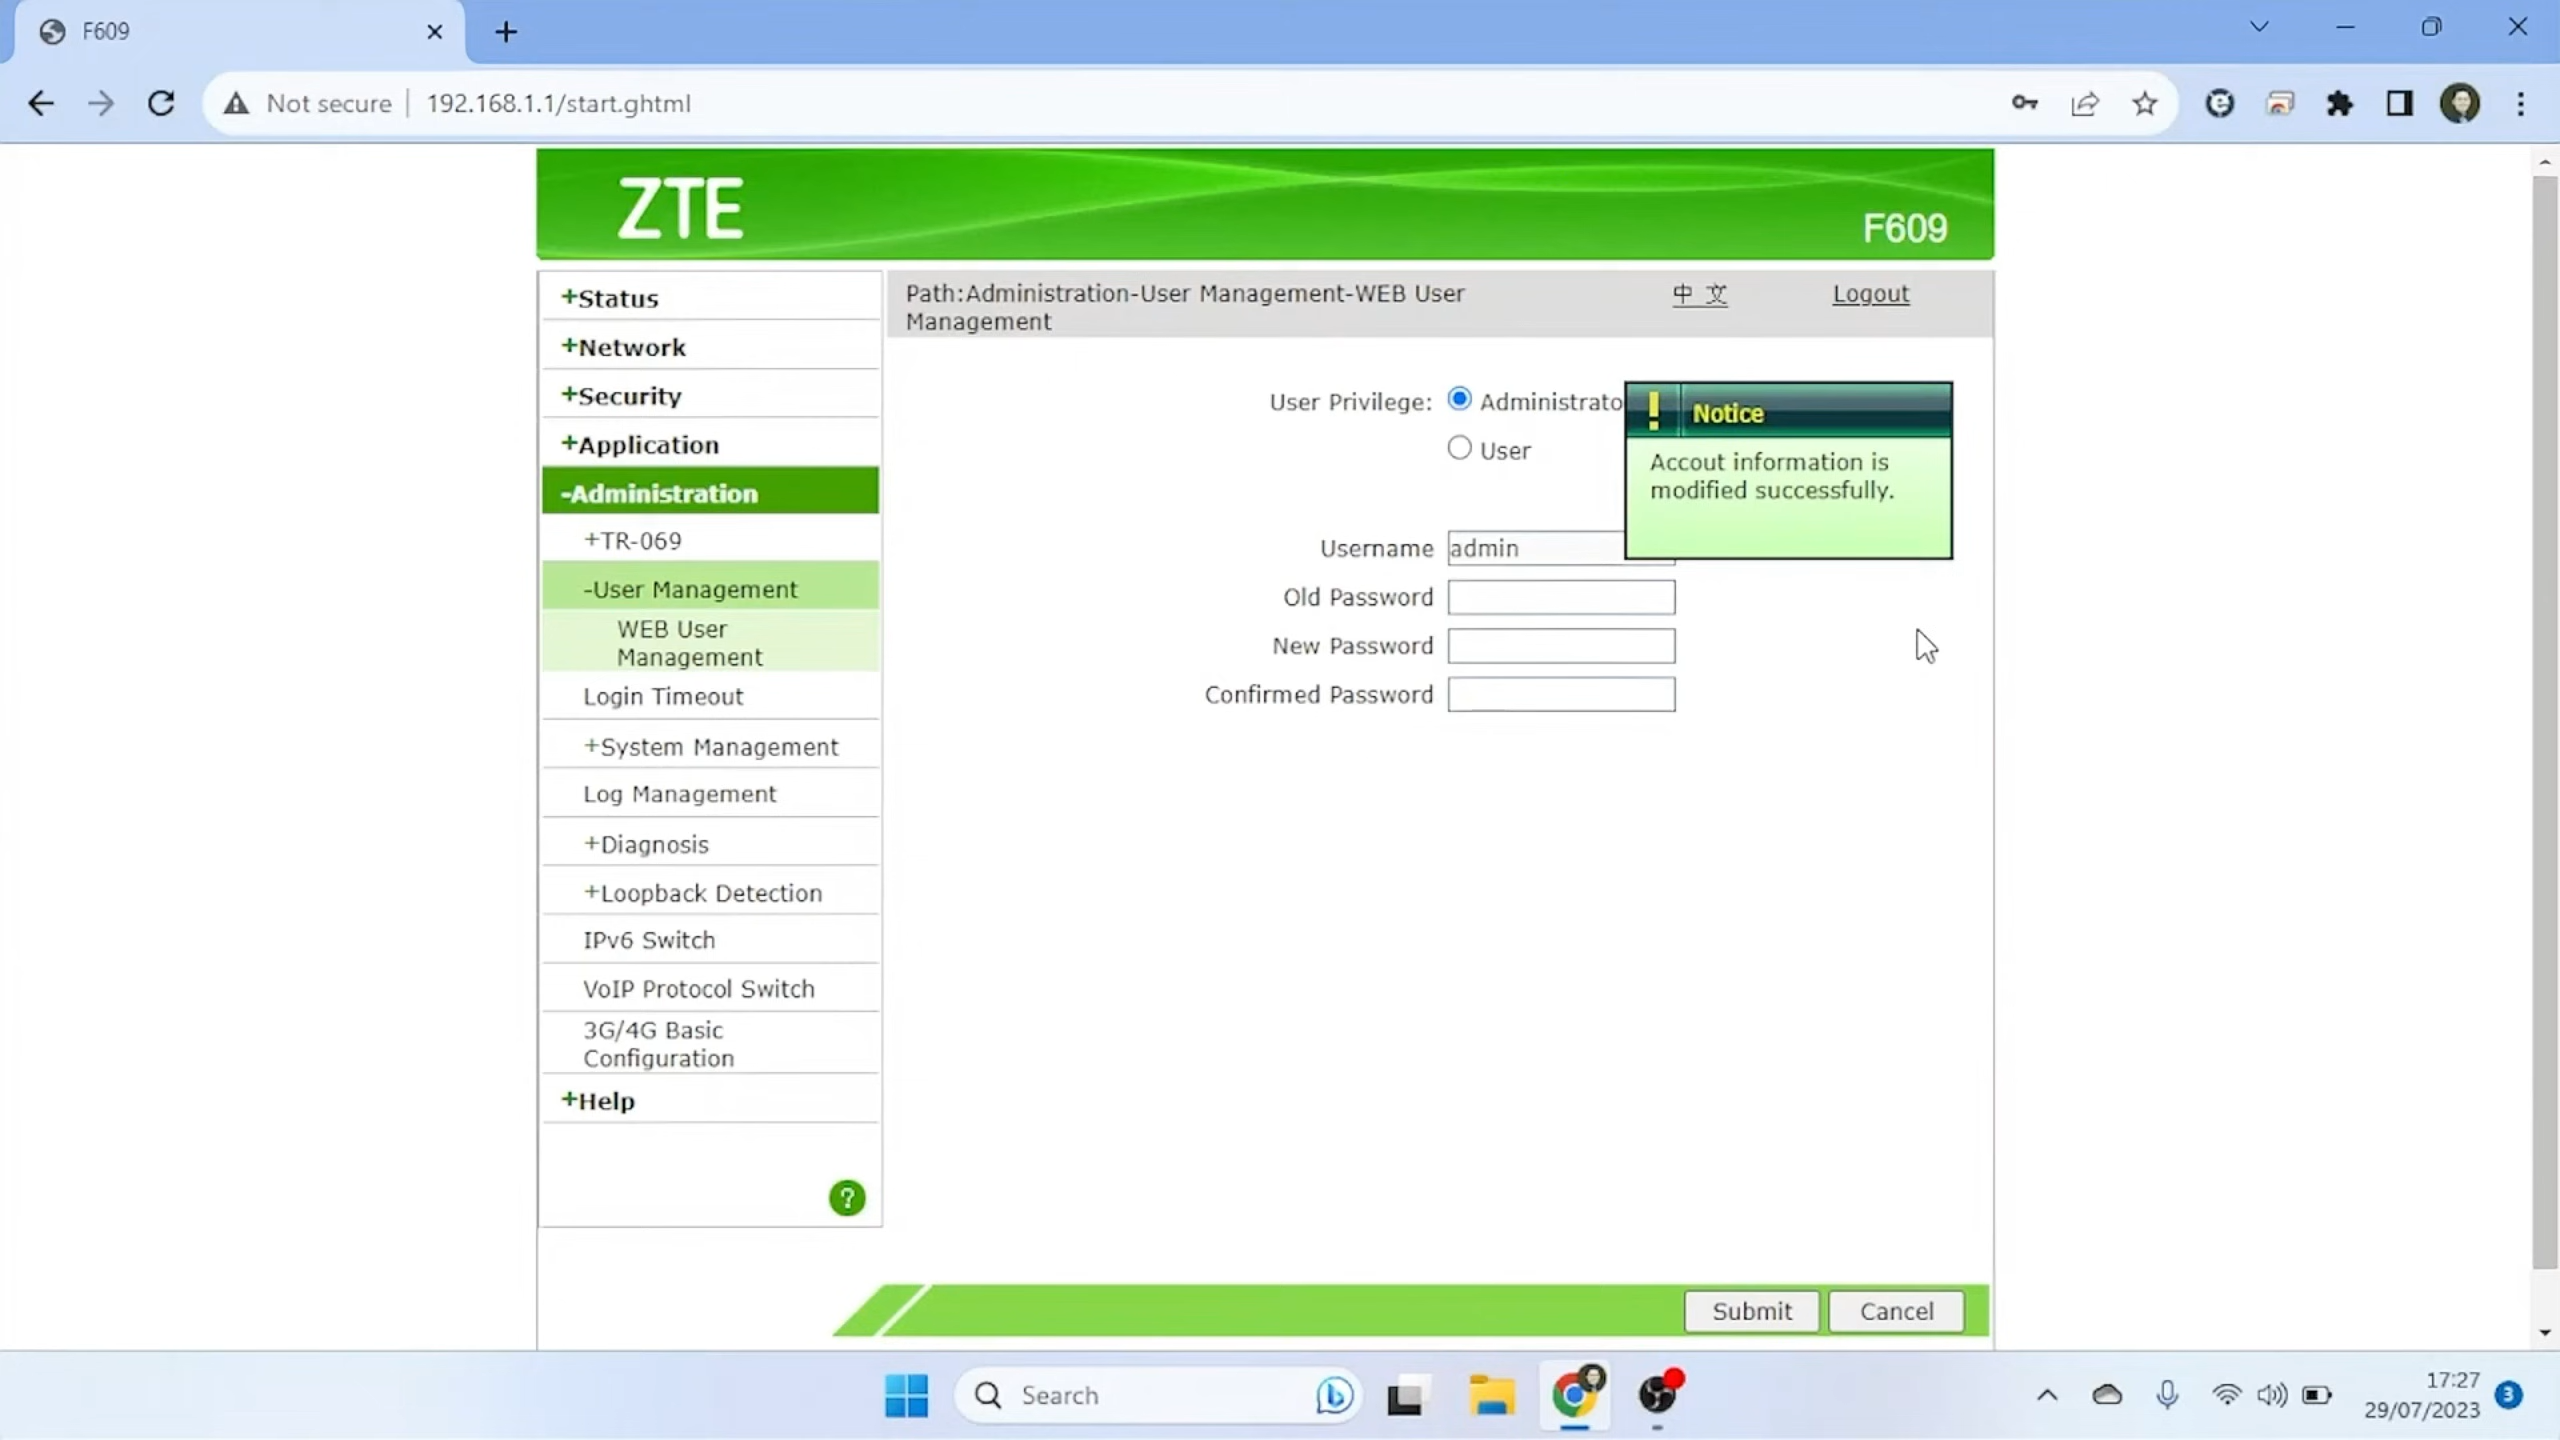 F609
Not secure
192.168.1.1/start.ghtml
ZTE
F609
+Status
+Network
+Security
+Application
-Administration
+TR-069
-User Management
WEB User
Management
Login Timeout
+System Management
Log Management
+Diagnosis
+Loopback Detection
IPv6 Switch
VoIP Protocol Switch
3G/4G Basic
Configuration
+Help
?
Path:Administration-User Management-WEB User
Management
中 文
Logout
User Privilege:
Administrato
User
! Notice
Accout information is
modified successfully.
Username
admin
Old Password
New Password
Confirmed Password
Submit
Cancel
Search
17:27
29/07/2023
3